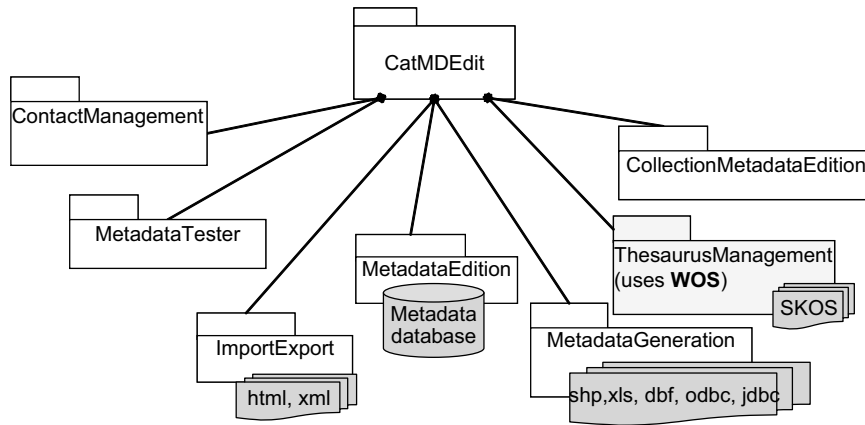 CatMDEdit
ContactManagement
CollectionMetadataEdition
MetadataTester
MetadataEdition
Metadata
database
ThesaurusManagement
(uses WOS)
SKOS
ImportExport
html, xml
MetadataGeneration
shp,xls, dbf, odbc, jdbc